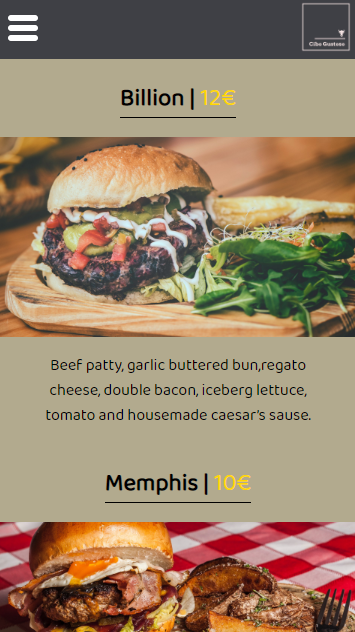 Cibo Gustoso
Billion | 12€
Beef patty, garlic buttered bun,regato
cheese, double bacon, iceberg lettuce,
tomato and housemade caesar's sause.
Memphis | 10€